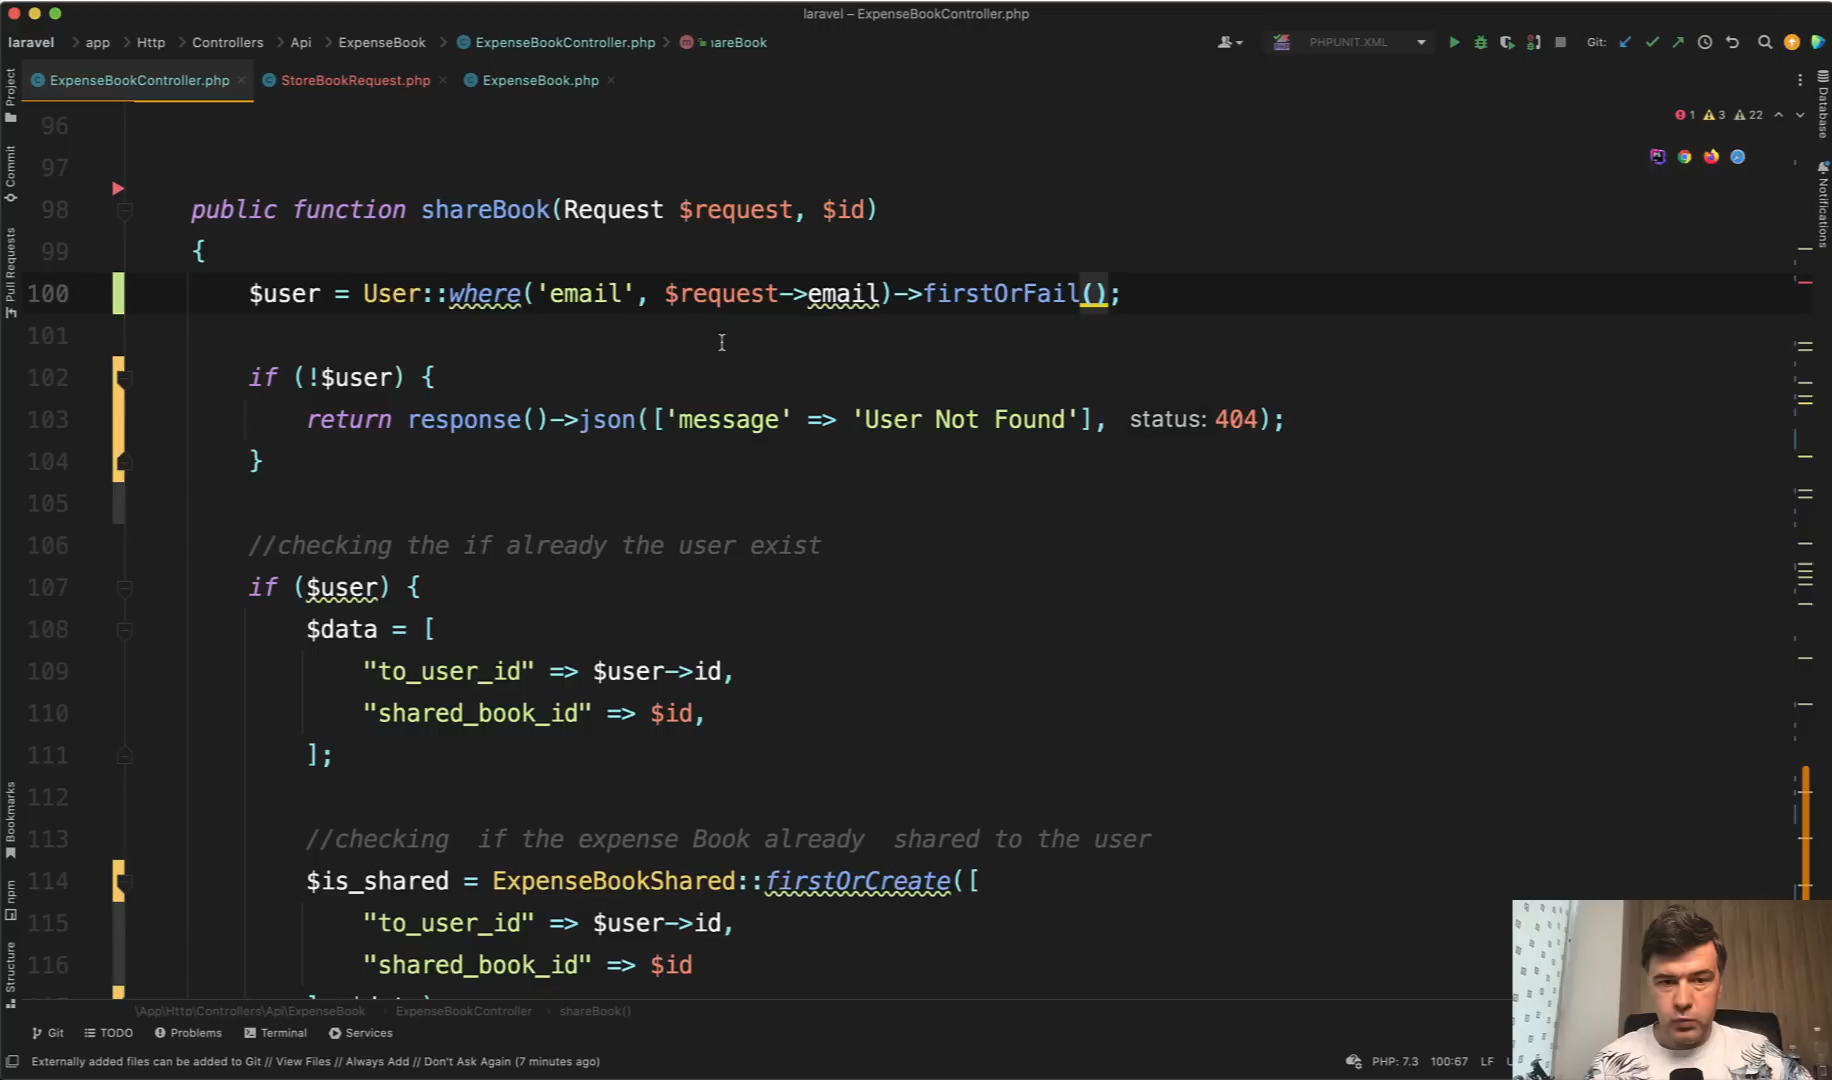 laravel – ExpenseBookController.php
laravel app Http Controllers Api ExpenseBook ExpenseBookController.php PHPUNIT.XML Git:
ExpenseBookController.php StoreBookRequest.php ExpenseBook.php
Project
Commit
Pull Requests
Bookmarks
npm
Structure
Database
Notifications
1 3 22
96
97
98 public function shareBook(Request $request, $id)
99 {
100 $user = User::where('email', $request->email)->firstOrFail();
101
102 if (!$user) {
103 return response()->json(['message' => 'User Not Found'], status: 404);
104 }
105
106 //checking the if already the user exist
107 if ($user) {
108 $data = [
109 "to_user_id" => $user->id,
110 "shared_book_id" => $id,
111 ];
112
113 //checking  if the expense Book already  shared to the user
114 $is_shared = ExpenseBookShared::firstOrCreate([
115 "to_user_id" => $user->id,
116 "shared_book_id" => $id
\App\Http\Controllers\Api\ExpenseBook ExpenseBookController shareBook()
Git TODO Problems Terminal Services
Externally added files can be added to Git // View Files // Always Add // Don't Ask Again (7 minutes ago) PHP: 7.3 100:67 LF